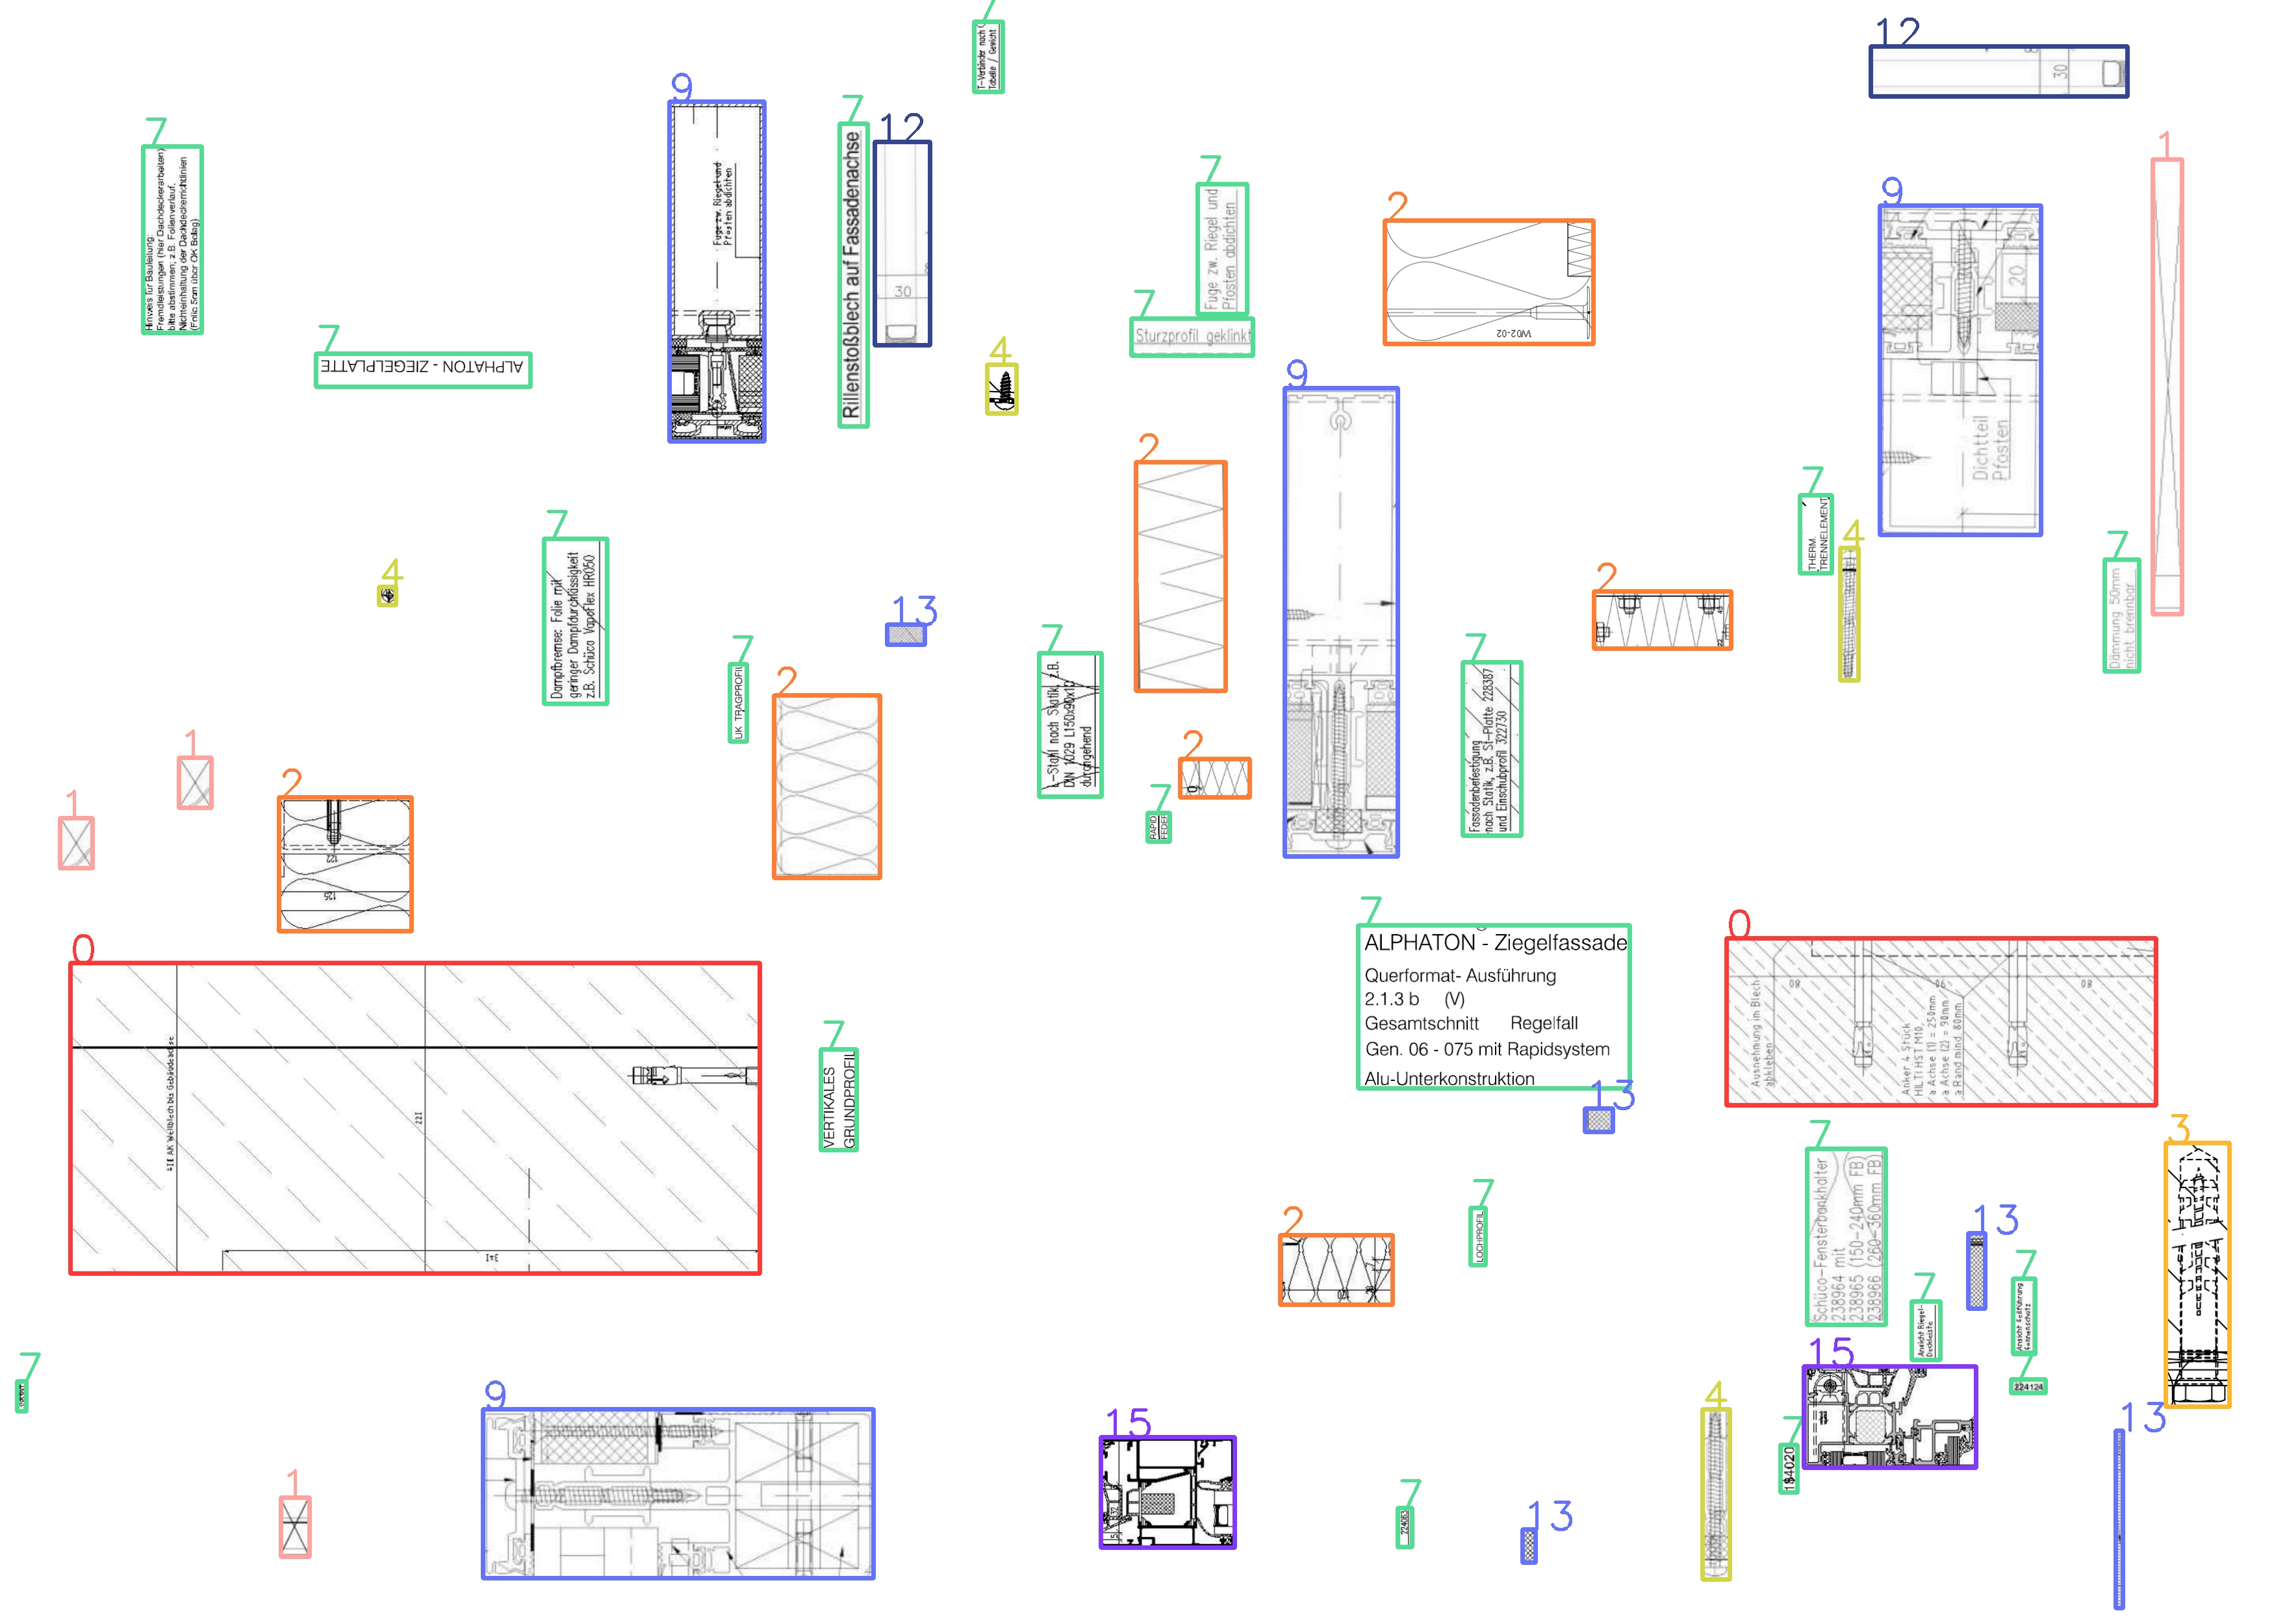 7
T-Verbinder nach
Tabelle / Gewicht
12
30
9
Fuge zw. Riegel und
Pfosten abdichten
7
Rillenstoßblech auf Fassadenachse
12
30
7
Hinweis für Bauleitung:
Fremdleistungen (hier Dachdeckerarbeiten)
bitte abstimmen; z.B. Folienverlauf,
Nichteinhaltung der Dachdeckerrichtlinien
(Folie 5cm über OK Belag)
7
ALPHATON - ZIEGELPLATTE
7
Fuge zw. Riegel und
Pfosten abdichten
7
Sturzprofil geklinkt
2
W02-02
9
20
Dichtteil
Pfosten
1
4
9
2
7
THERM.
TRENNELEMENT
4
7
Dämmung 50mm
nicht brennbar
4
7
Dampfbremse: Folie mit
geringer Dampfdurchlässigkeit
z.B. Schüco Vapoflex HR050
13
2
7
UK TRAGPROFIL
2
7
L-Stahl nach Statik, z.B.
DIN 1029 L150x90x10
durchgehend
7
Fassadenbefestigung
nach Statik, z.B. St-Platte 228387
und Einschubprofil 322730
1
1
2
122
125
2
7
RAPID
FEDER
0
AK Wellblech bis Gebäudeachse
7
VERTIKALES
GRUNDPROFIL
7
ALPHATON - Ziegelfassade
Querformat- Ausführung
2.1.3 b (V)
Gesamtschnitt Regelfall
Gen. 06 - 075 mit Rapidsystem
Alu-Unterkonstruktion
13
0
Ausnehmung im Blech
abkleben
80
90
80
Anker 4 Stück
HILTI HST M10,
a Achse (1) = 250mm
a Achse (2) = 90mm
a Rand mind. 80mm
3
7
Schüco-Fensterbankhalter
238964 mit
238965 (150-240mm FB)
238966 (260-360mm FB)
2
7
LOCHPROFIL
13
7
Ansicht Riegel-
Deckleiste
7
Ansicht
7
224124
7
9
1
15
7
224063
13
4
7
184020
15
13